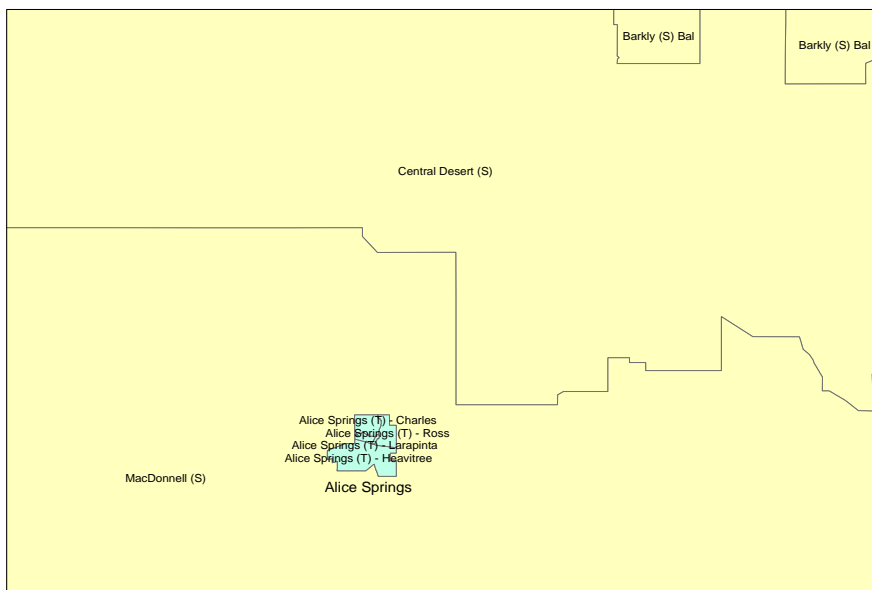 Barkly (S) Bal
Barkly (S) Bal
Central Desert (S)
Alice Springs (T) - Charles
Alice Springs (T) - Ross
Alice Springs (T) - Larapinta
Alice Springs (T) - Heavitree
MacDonnell (S)
Alice Springs